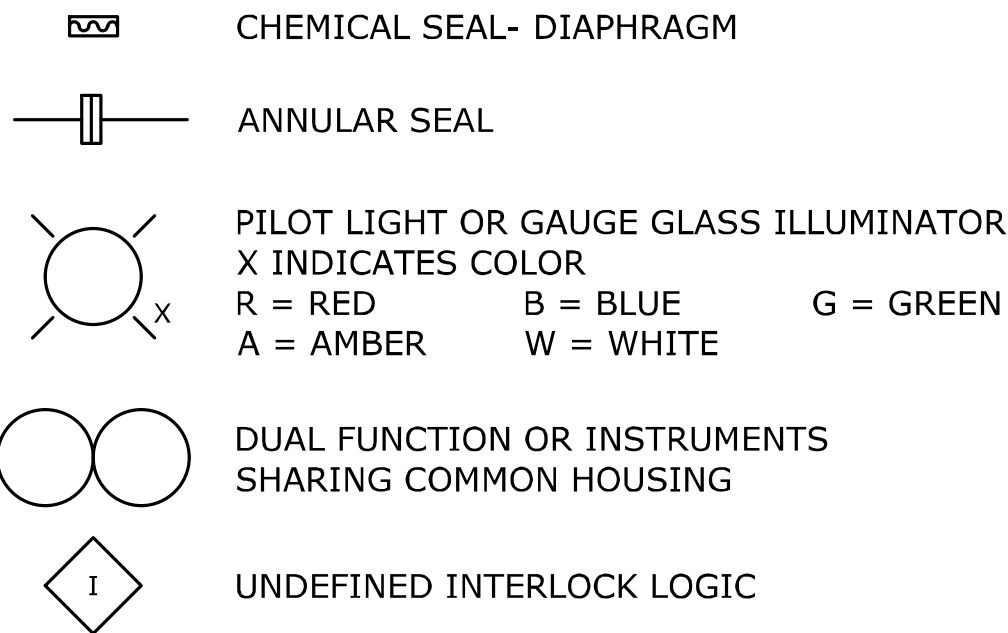 CHEMICAL SEAL- DIAPHRAGM
ANNULAR SEAL
PILOT LIGHT OR GAUGE GLASS ILLUMINATOR
X INDICATES COLOR
X
R = RED B = BLUE G = GREEN
A = AMBER W = WHITE
DUAL FUNCTION OR INSTRUMENTS
SHARING COMMON HOUSING
I UNDEFINED INTERLOCK LOGIC